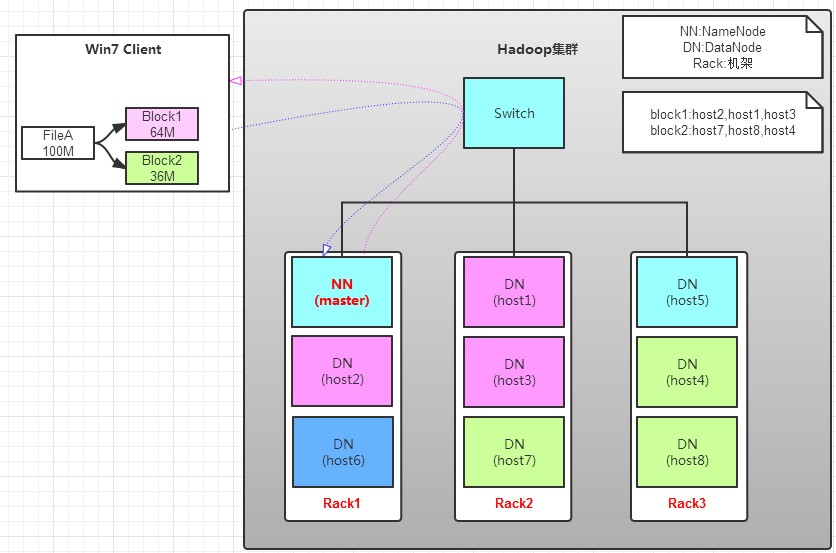 Win7 Client
FileA
100M
Block1
64M
Block2
36M
Hadoop集群
NN:NameNode
DN:DataNode
Rack:机架
block1:host2,host1,host3
block2:host7,host8,host4
Switch
NN
(master)
DN
(host2)
DN
(host6)
Rack1
DN
(host1)
DN
(host3)
DN
(host7)
Rack2
DN
(host5)
DN
(host4)
DN
(host8)
Rack3